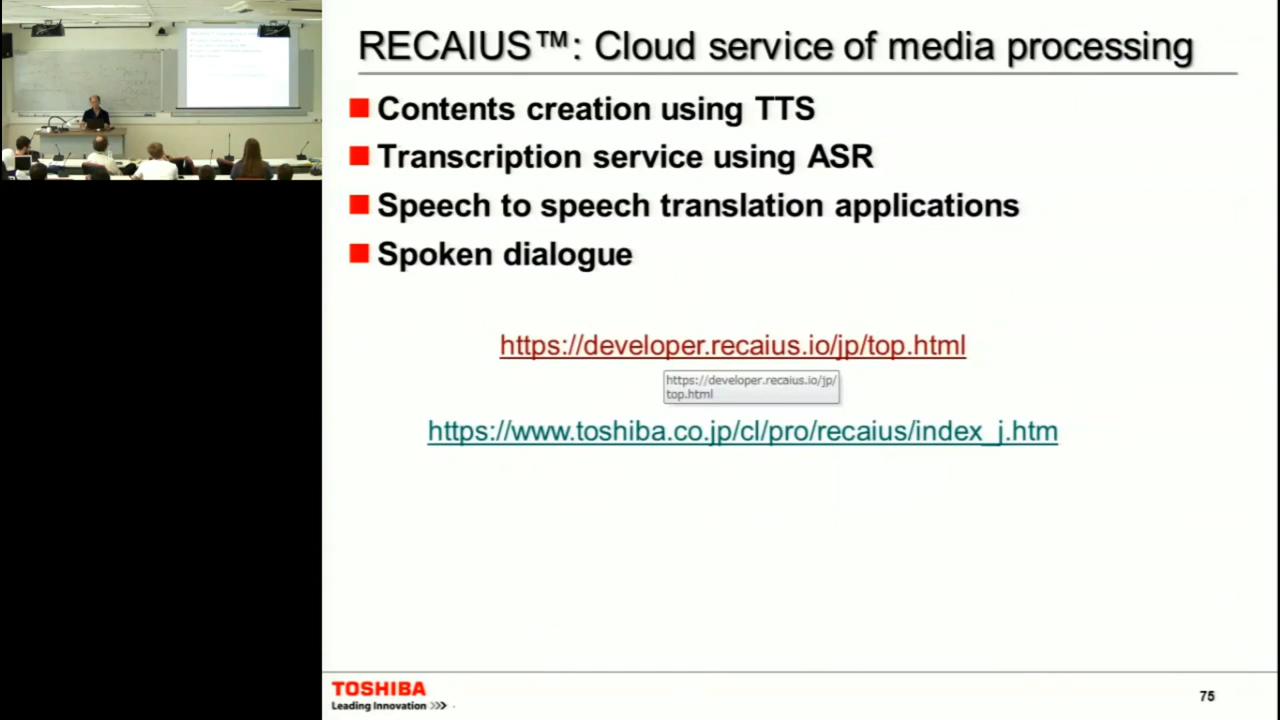 RECAIUS™: Cloud service of media processing
Contents creation using TTS
Transcription service using ASR
Speech to speech translation applications
Spoken dialogue
https://developer.recaius.io/jp/top.html
https://developer.recaius.io/jp/
top.html
https://www.toshiba.co.jp/cl/pro/recaius/index_j.htm
TOSHIBA
Leading Innovation >>>
75